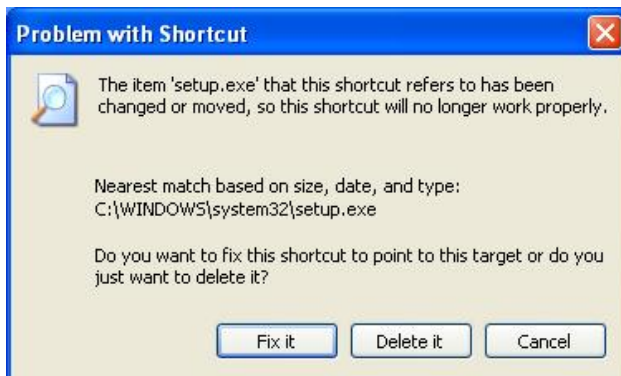 Problem with Shortcut
The item 'setup.exe' that this shortcut refers to has been
changed or moved, so this shortcut will no longer work properly.
Nearest match based on size, date, and type:
C:\WINDOWS\system32\setup.exe
Do you want to fix this shortcut to point to this target or do you
just want to delete it?
Fix it Delete it Cancel